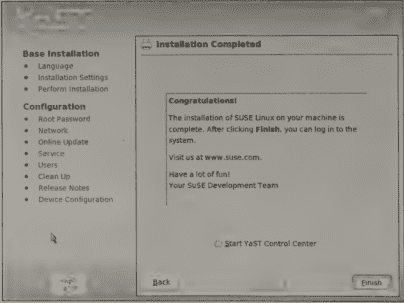 YaST
Base Installation
Language
Installation Settings
Perform Installation
Configuration
Root Password
Network
Online Update
Service
Users
Clean Up
Release Notes
Device Configuration
Installation Completed
Congratulations!
The installation of SUSE Linux on your machine is
complete. After clicking Finish, you can log in to the
system.
Visit us at www.suse.com.
Have a lot of fun!
Your SuSE Development Team
Start YaST Control Center
Back
Finish